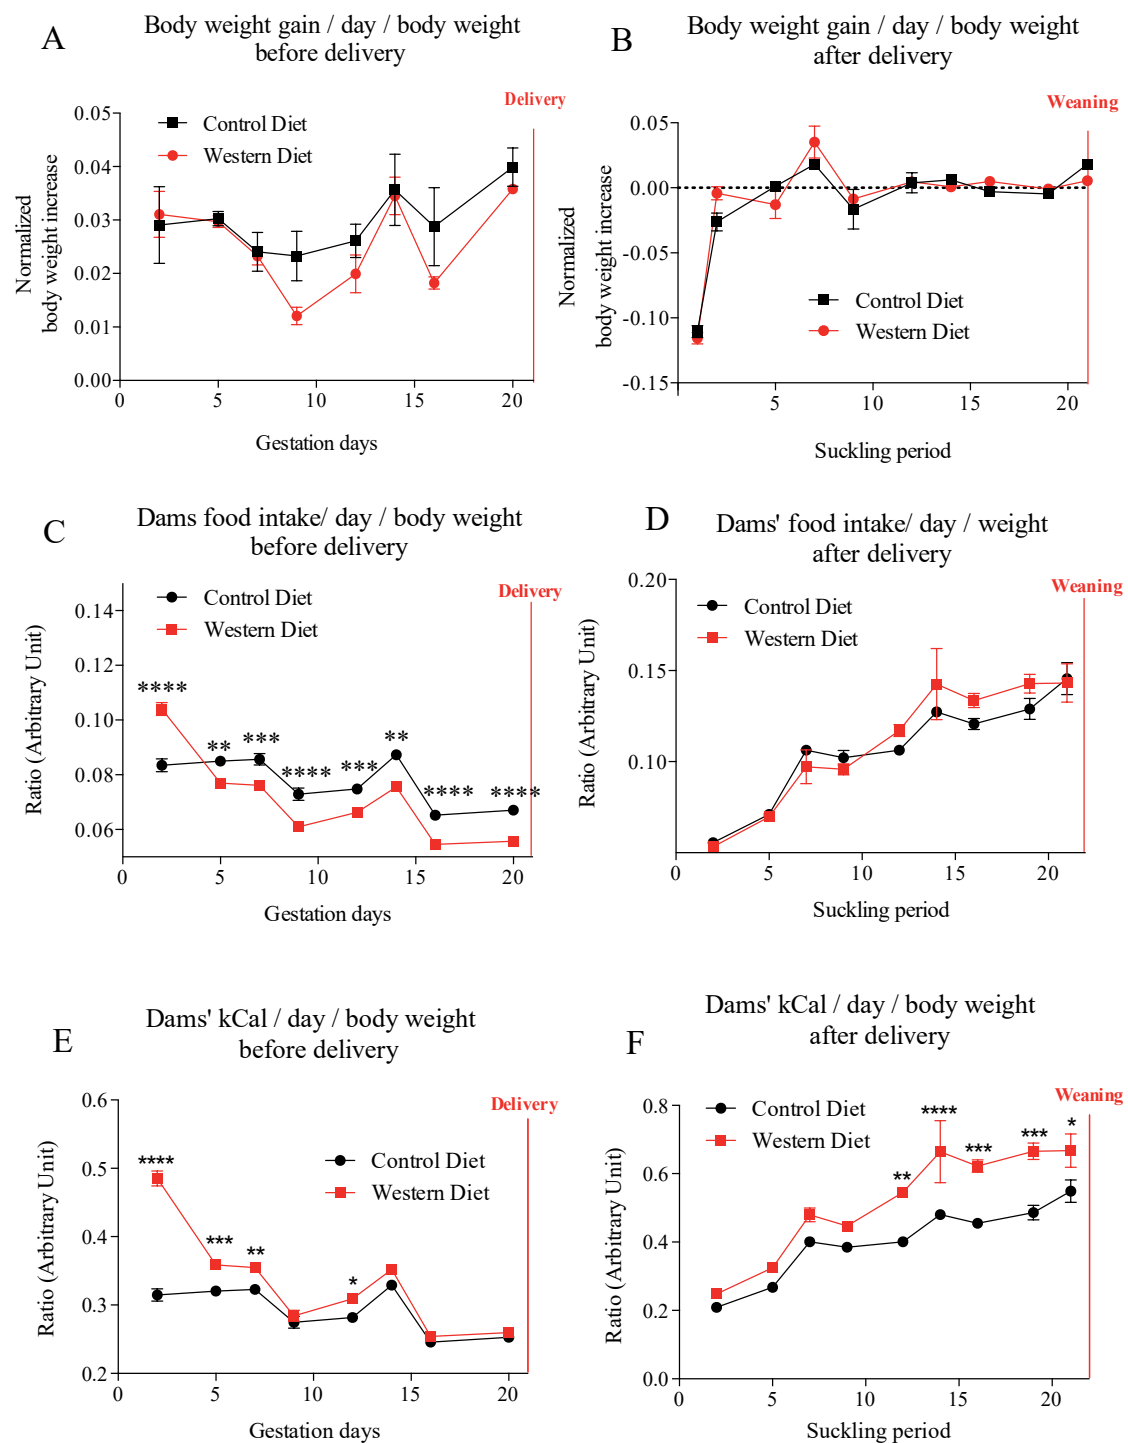 A
Body weight gain / day / body weight
before delivery
Delivery
0.05
0.04
0.03
0.02
0.01
0.00
Control Diet
Western Diet
Normalized
body weight increase
0
5
10
15
20
Gestation days
B
Body weight gain / day / body weight
after delivery
Weaning
0.05
0.00
-0.05
-0.10
-0.15
Normalized
body weight increase
Control Diet
Western Diet
5
10
15
20
Suckling period
C
Dams food intake/ day / body weight
before delivery
Delivery
Control Diet
Western Diet
0.14
0.12
0.10
0.08
0.06
Ratio (Arbitrary Unit)
****
**
***
****
***
**
****
****
0
5
10
15
20
Gestation days
D
Dams' food intake/ day / weight
after delivery
Weaning
0.20
0.15
0.10
Control Diet
Western Diet
Ratio (Arbitrary Unit)
0
5
10
15
20
Suckling period
E
Dams' kCal / day / body weight
before delivery
Delivery
0.6
0.5
0.4
0.3
0.2
Ratio (Arbitrary Unit)
Control Diet
Western Diet
****
***
**
*
0
5
10
15
20
Gestation days
F
Dams' kCal / day / body weight
after delivery
Weaning
0.8
0.6
0.4
0.2
0.0
Ratio (Arbitrary Unit)
Control Diet
Western Diet
**
****
***
***
*
0
5
10
15
20
Suckling period